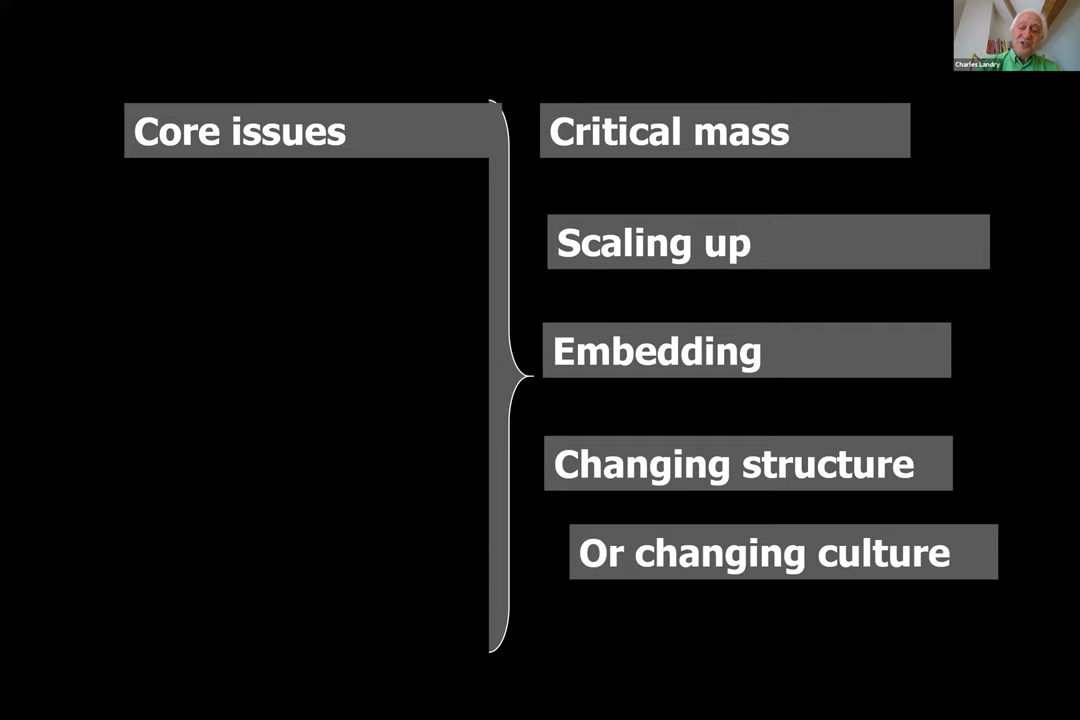 Charles Landry
Core issues
Critical mass
Scaling up
Embedding
Changing structure
Or changing culture